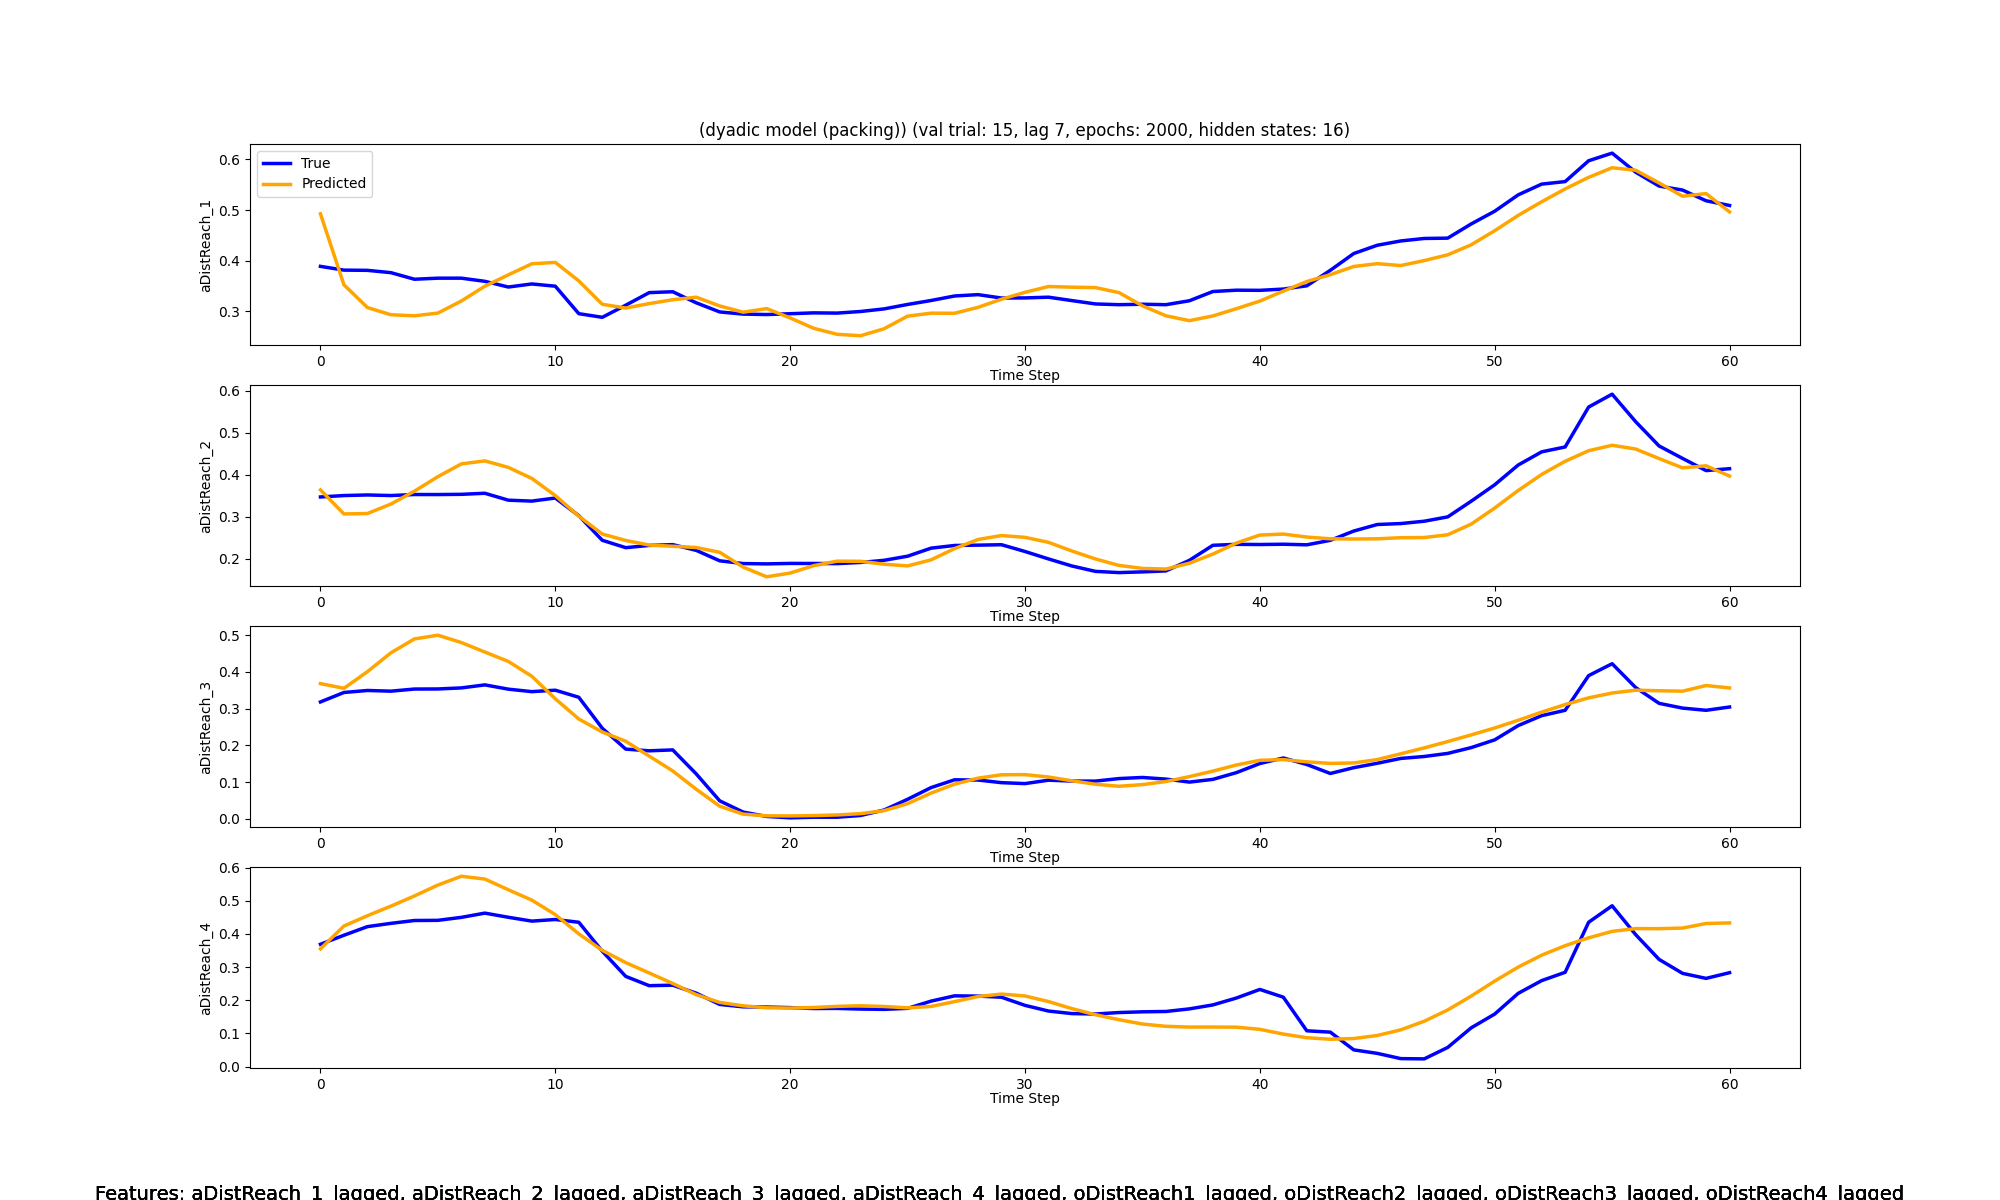 (dyadic model (packing)) (val trial: 15, lag 7, epochs: 2000, hidden states: 16)
True
Predicted
aDistReach_1
0.6
0.5
0.4
0.3
0 10 20 30 40 50 60
Time Step
aDistReach_2
0.6
0.5
0.4
0.3
0.2
0 10 20 30 40 50 60
Time Step
aDistReach_3
0.5
0.4
0.3
0.2
0.1
0.0
0 10 20 30 40 50 60
Time Step
aDistReach_4
0.6
0.5
0.4
0.3
0.2
0.1
0.0
0 10 20 30 40 50 60
Time Step
Features: aDistReach_1_lagged, aDistReach_2_lagged, aDistReach_3_lagged, aDistReach_4_lagged, oDistReach1_lagged, oDistReach2_lagged, oDistReach3_lagged, oDistReach4_lagged